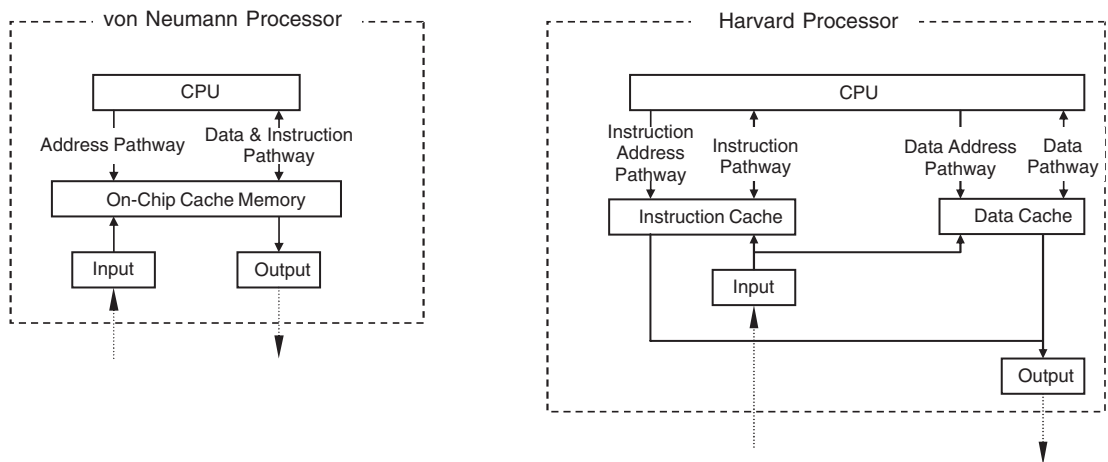 von Neumann Processor
CPU
Address Pathway
Data & Instruction
Pathway
On-Chip Cache Memory
Input
Output
Harvard Processor
CPU
Instruction
Address
Pathway
Instruction
Pathway
Data Address
Pathway
Data
Pathway
Instruction Cache
Data Cache
Input
Output